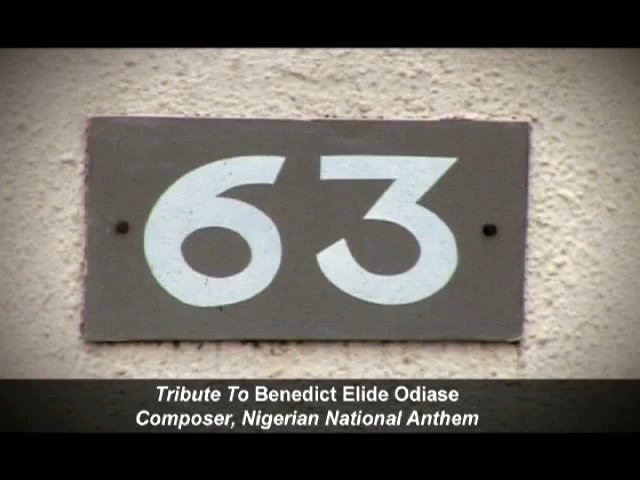 63
Tribute To Benedict Elide Odiase
Composer, Nigerian National Anthem